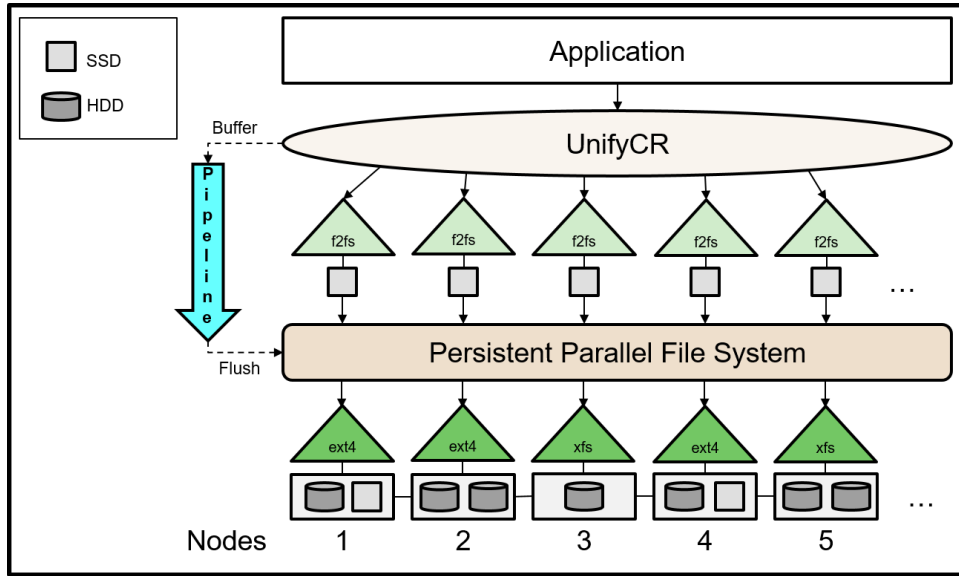 SSD
HDD
Application
Buffer
UnifyCR
Pipeline
f2fs f2fs f2fs f2fs f2fs
...
Persistent Parallel File System
Flush
ext4 ext4 xfs ext4 xfs
...
Nodes 1 2 3 4 5